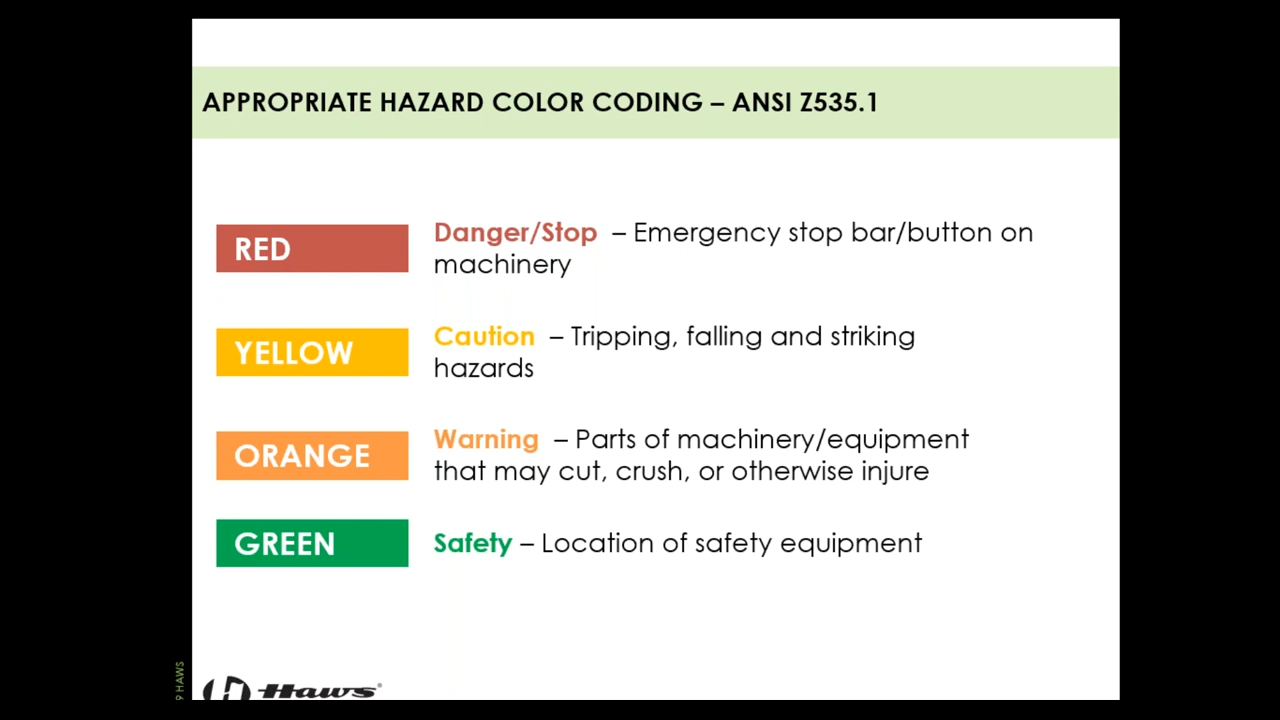 APPROPRIATE HAZARD COLOR CODING – ANSI Z535.1
RED
Danger/Stop – Emergency stop bar/button on
machinery
YELLOW
Caution – Tripping, falling and striking
hazards
ORANGE
Warning – Parts of machinery/equipment
that may cut, crush, or otherwise injure
GREEN
Safety – Location of safety equipment
9 HAWS
Haws®